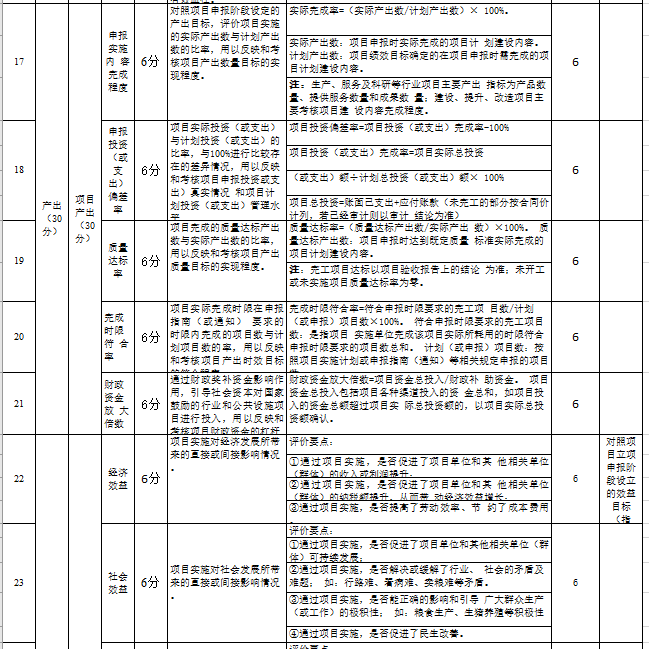 17
产出
（30
分）
项目
产出
（30
分）
申报
实施
内 容
完成
程度
6分
对照项目申报阶段设定的
产出目标，评价项目实施
的实际产出数与计划产出
数的比率，用以反映和考
核项目产出数量目标的实
现程度。
实际完成率=（实际产出数/计划产出数）× 100%。
实际产出数：项目申报时实际完成的项目计 划建设内容。
计划产出数：项目绩效目标确定的在项目申报时需完成的项
目计划建设内容。
注：生产、服务及科研等行业项目主要产出 指标为产品数
量、提供服务数量和成果数 量；建设、提升、改造项目主
要考核项目建 设内容完成程度。
6
18
申报
投资
（或
支
出）
偏差
率
6分
项目实际投资（或支出）
与计划投资（或支出）的
比率，与100%进行比较存
在的差异情况，用以反映
和考核项目申报投资或
支出）真实情况 和项目计
划投资（或支出）管理水
项目投资偏差率=项目投资（或支出）完成率-100%
项目投资（或支出）完成率=项目实际总投资
（或支出）额÷计划总投资（或支出）额× 100%
项目总投资=账面已支出+应付账款（未完工的部分按合同价
计列，若已经审计则以审计 结论为准）
6
19
质量
达标
率
6分
项目完成的质量达标产出
数与实际产出数的比率，
用以反映和考核项目产出
质量目标的实现程度。
质量达标率=（质量达标产出数/实际产出 数）×100%。 质
量达标产出数：项目申报时达到既定质量 标准实际完成的
项目计划建设内容。
注：完工项目达标以项目验收报告上的结论 为准；未开工
或未实施项目质量达标率为零。
6
20
完成
时限
符 合
率
6分
项目实际完成时限在申报
指南（或通知） 要求的
时限内完成的项目数与计
划项目数的比率，用以反
映和考核项目产出时效目标
完成时限符合率=符合申报时限要求的完工项 目数/计划
（或申报）项目数×100%。 符合申报时限要求的完工项目
数：是指项目 实施单位完成该项目实际所耗用的时限符合
申报时限要求的项目数总和。 计划（或申报）项目数：按
照项目实施计划或申报指南（通知）等相关规定申报的项目
6
21
财政
资金
放 大
倍数
6分
通过财政奖补资金影响作
用，引导社会资本对国家
鼓励的行业和公共设施项
目进行投入，用以反映和
考核项目财政资金的杠杆
财政资金放大倍数=项目资金总投入/财政补 助资金。 项目
资金总投入包括项目各种渠道投入的资 金总和，如项目投
入的资金总额超过项目实 际总投资额的，以项目实际总投
资额确认。
6
22
经济
效益
6分
项目实施对经济发展所带
来的直接或间接影响情况
。
评价要点：
①通过项目实施，是否促进了项目单位和其 他相关单位
（群体）的收入或利润提升。
②通过项目实施，是否促进了项目单位和其 他相关单位
（群体）的纳税额提升，从而带 动经济效益增长。
③通过项目实施，是否提高了劳动效率、节 约了成本费用
。
6
对照项
目立项
申报阶
段设立
的效益
目标
（指
23
社会
效益
6分
项目实施对社会发展所带
来的直接或间接影响情况
。
评价要点：
①通过项目实施，是否促进了项目单位和其他相关单位（群
体）可持续发展；
②通过项目实施，是否解决或缓解了行业、 社会的矛盾及
难题； 如：行路难、看病难、卖粮难等矛盾。
③通过项目实施，是否能正确的影响和引导 广大群众生产
（或工作）的积极性； 如：粮食生产、生猪养殖等积极性
④通过项目实施，是否促进了民生改善。
6
评价要点